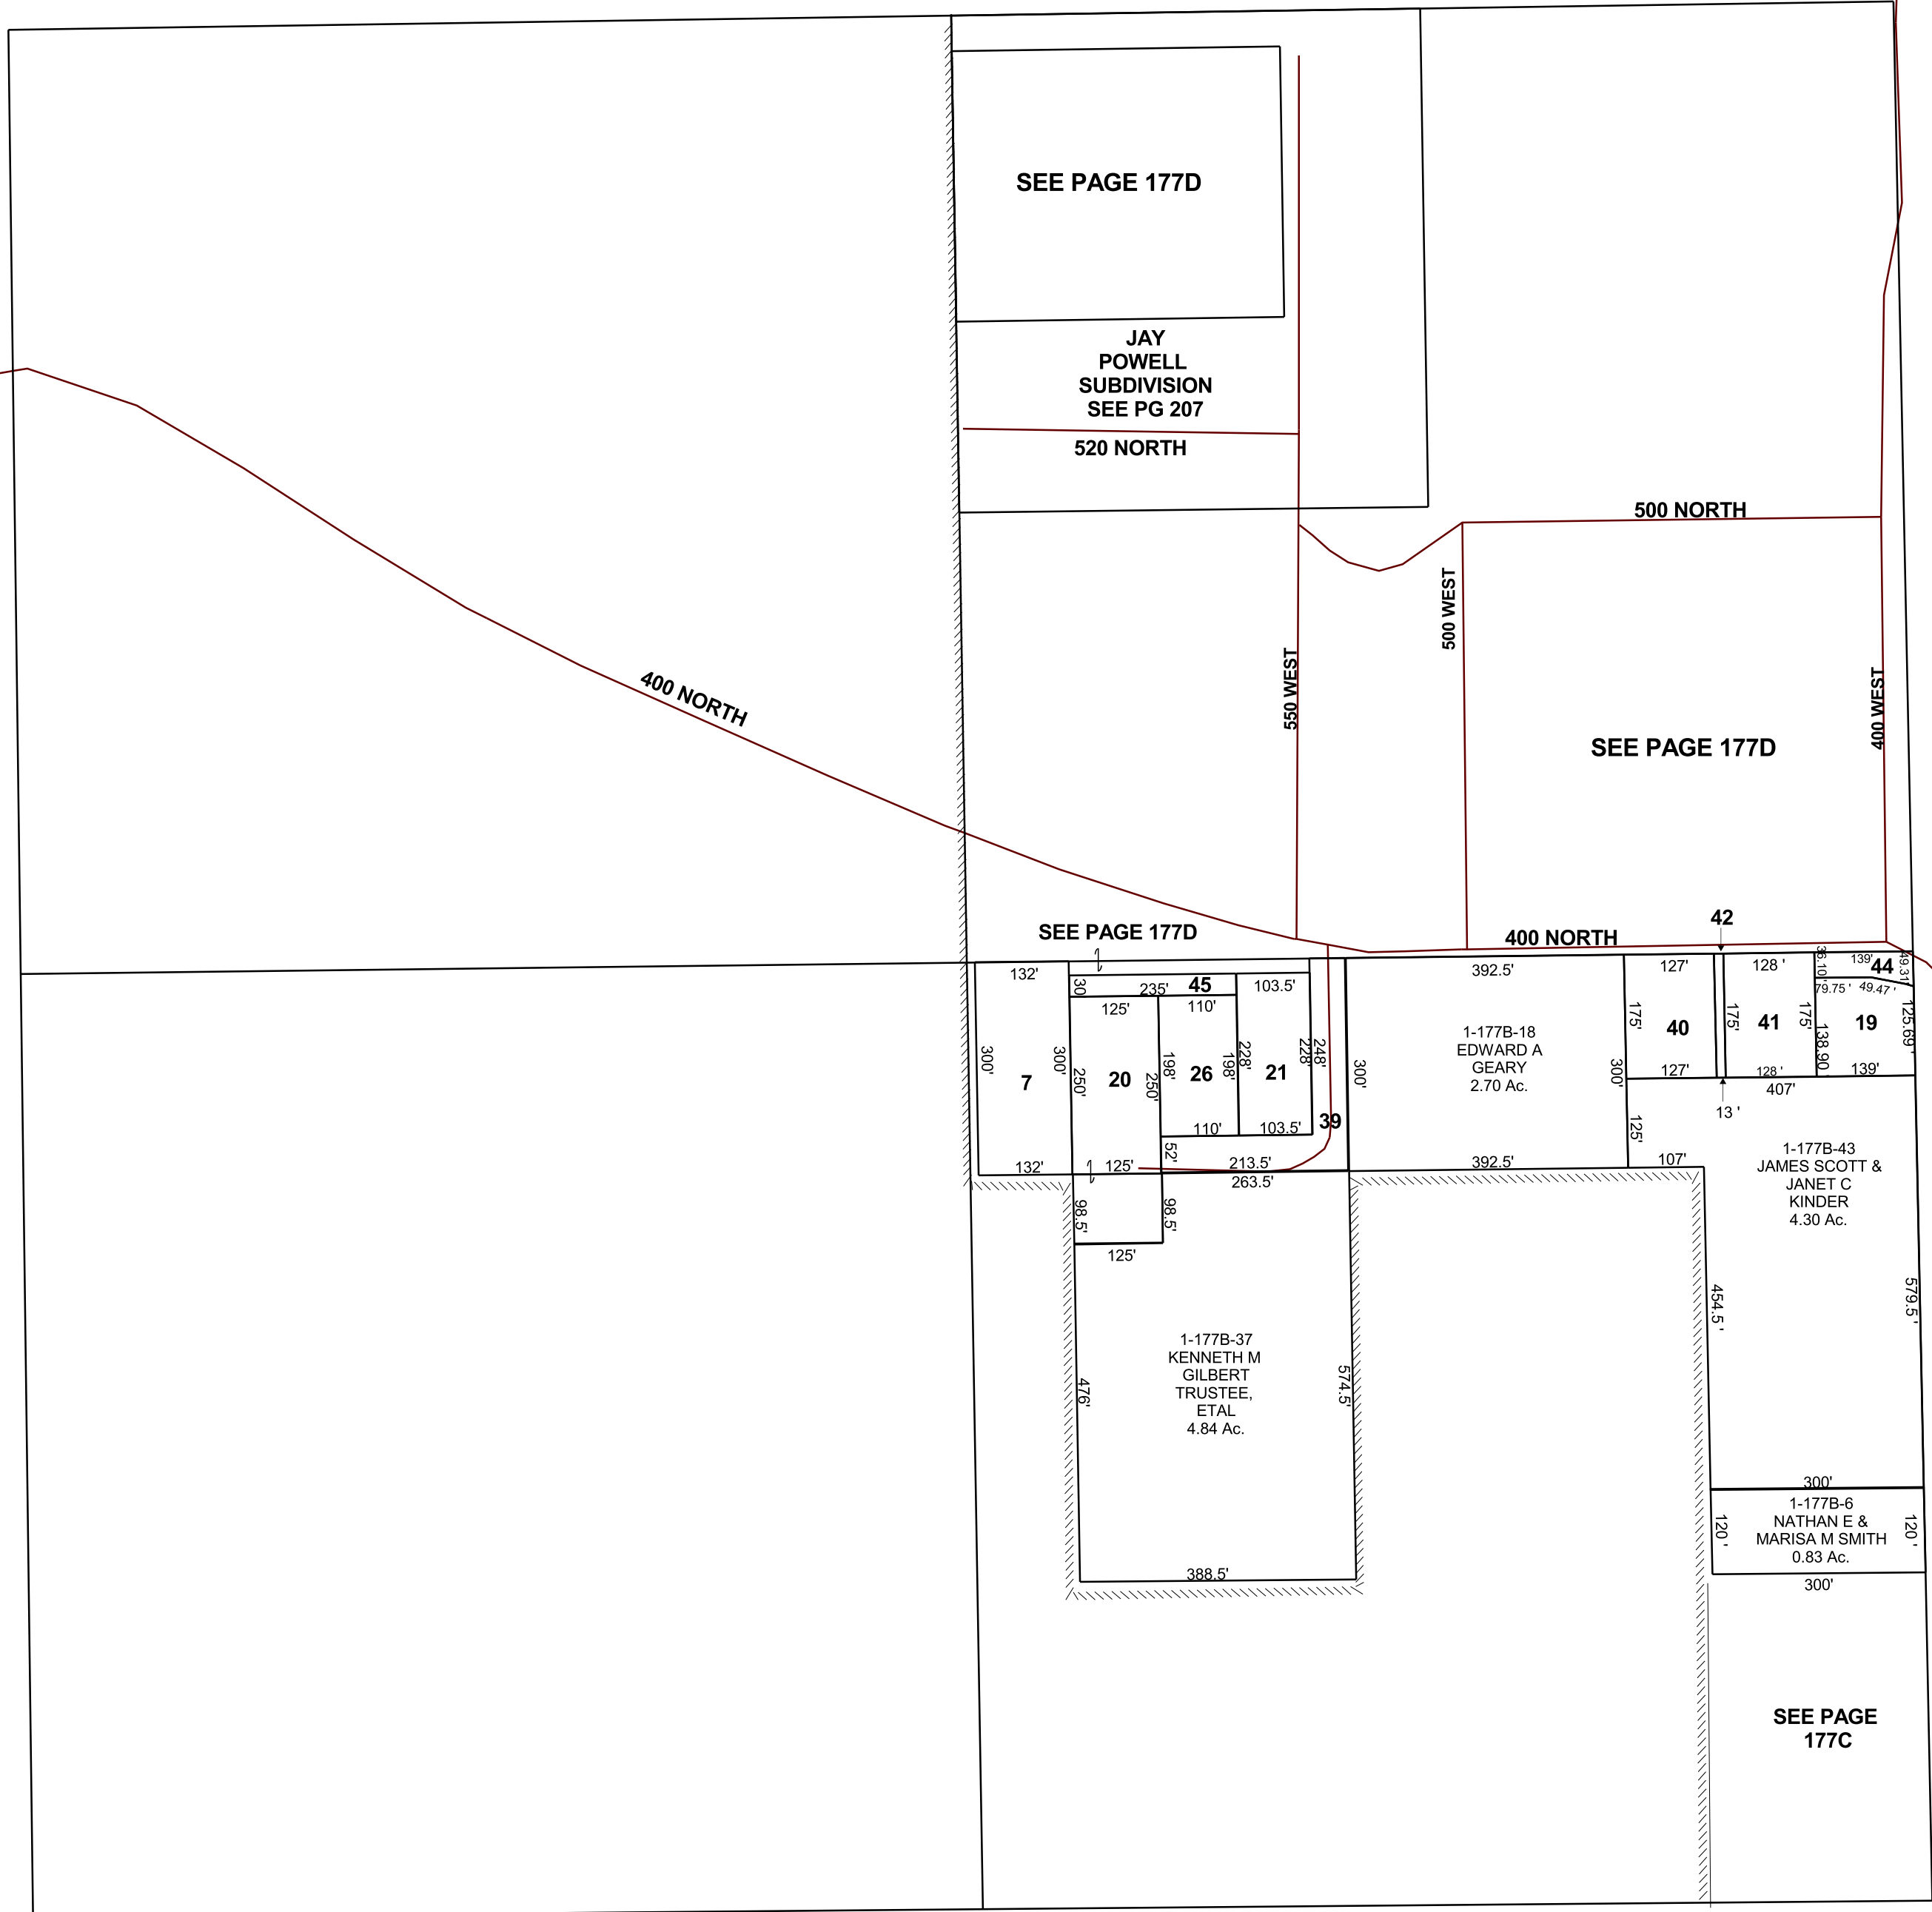 SEE PAGE 177D
JAY
POWELL
SUBDIVISION
SEE PG 207
520 NORTH
500 NORTH
500 WEST
550 WEST
400 WEST
400 NORTH
SEE PAGE 177D
SEE PAGE 177D
400 NORTH
42
132'
30'
235'
45
103.5'
125'
110'
300'
300'
7
250'
20
250'
198'
26
198'
228'
21
228'
248'
39
300'
110'
103.5'
52'
132'
125'
213.5'
263.5'
392.5'
1-177B-18
EDWARD A
GEARY
2.70 Ac.
300'
392.5'
127'
175'
40
127'
175'
128 '
41
175'
128 '
13 '
36.10'
139'
44
49.31'
79.75 '
49.47 '
138.90 '
19
125.69 '
139'
407'
125'
107'
1-177B-43
JAMES SCOTT &
JANET C
KINDER
4.30 Ac.
454.5 '
579.5 '
300'
98.5'
98.5'
125'
1-177B-37
KENNETH M
GILBERT
TRUSTEE,
ETAL
4.84 Ac.
476'
574.5'
388.5'
1-177B-6
NATHAN E &
MARISA M SMITH
0.83 Ac.
120 '
120 '
300'
SEE PAGE
177C